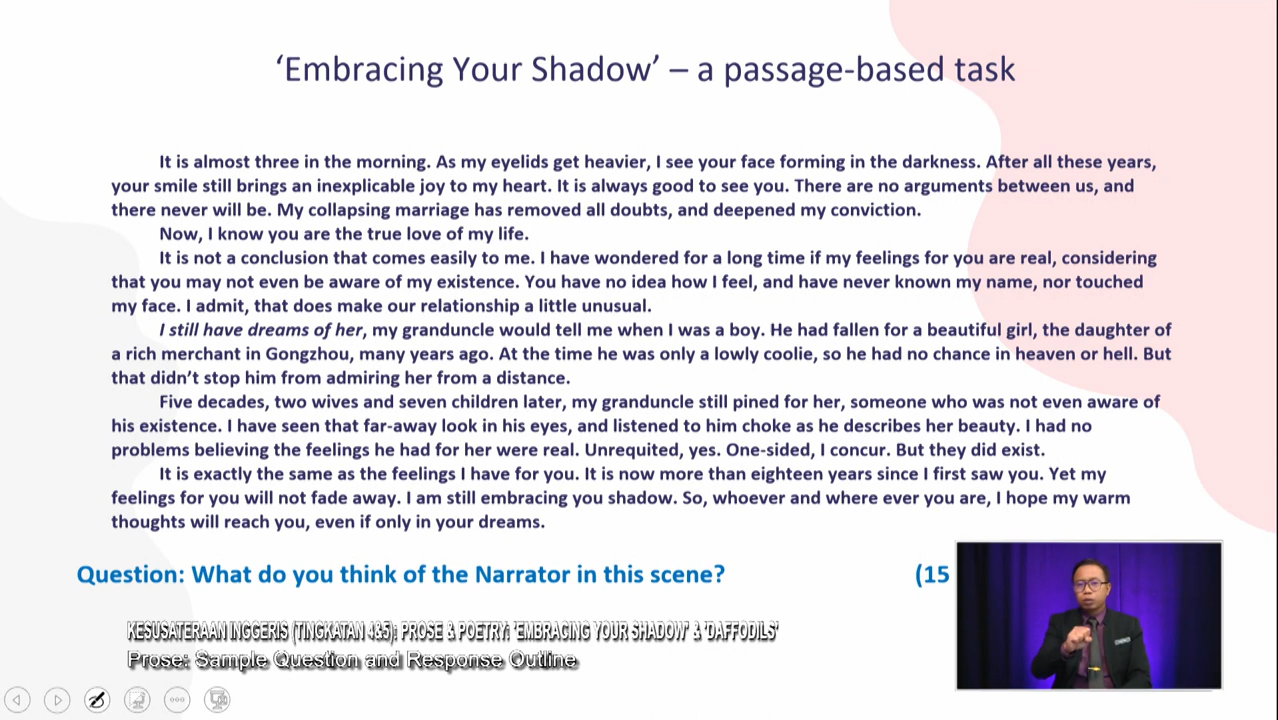 ‘Embracing Your Shadow’ – a passage-based task
It is almost three in the morning. As my eyelids get heavier, I see your face forming in the darkness. After all these years,
your smile still brings an inexplicable joy to my heart. It is always good to see you. There are no arguments between us, and
there never will be. My collapsing marriage has removed all doubts, and deepened my conviction.
Now, I know you are the true love of my life.
It is not a conclusion that comes easily to me. I have wondered for a long time if my feelings for you are real, considering
that you may not even be aware of my existence. You have no idea how I feel, and have never known my name, nor touched
my face. I admit, that does make our relationship a little unusual.
I still have dreams of her, my granduncle would tell me when I was a boy. He had fallen for a beautiful girl, the daughter of
a rich merchant in Gongzhou, many years ago. At the time he was only a lowly coolie, so he had no chance in heaven or hell. But
that didn’t stop him from admiring her from a distance.
Five decades, two wives and seven children later, my granduncle still pined for her, someone who was not even aware of
his existence. I have seen that far-away look in his eyes, and listened to him choke as he describes her beauty. I had no
problems believing the feelings he had for her were real. Unrequited, yes. One-sided, I concur. But they did exist.
It is exactly the same as the feelings I have for you. It is now more than eighteen years since I first saw you. Yet my
feelings for you will not fade away. I am still embracing you shadow. So, whoever and where ever you are, I hope my warm
thoughts will reach you, even if only in your dreams.
Question: What do you think of the Narrator in this scene? (15
KESUSATERAAN INGGERIS (TINGKATAN 4&5): PROSE & POETRY: 'EMBRACING YOUR SHADOW' & 'DAFFODILS'
Prose: Sample Question and Response Outline